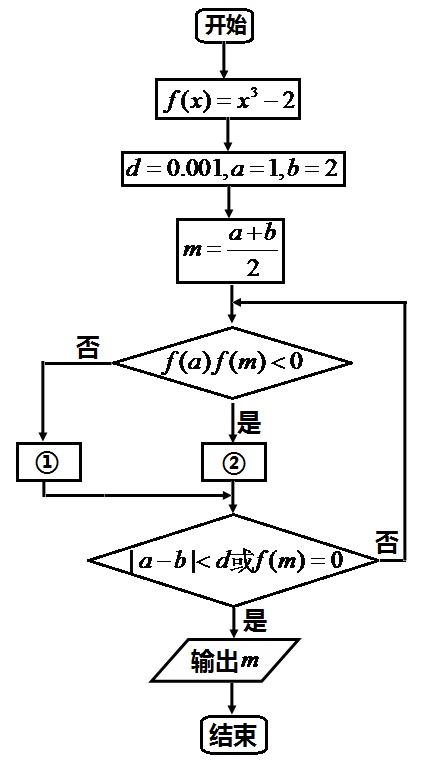 开始
f(x) = x³ − 2
d = 0.001, a = 1, b = 2
m = \frac{a+b}{2}
f(a)f(m) < 0
否
是
①
②
|a − b| < d或f(m) = 0
否
是
输出m
结束